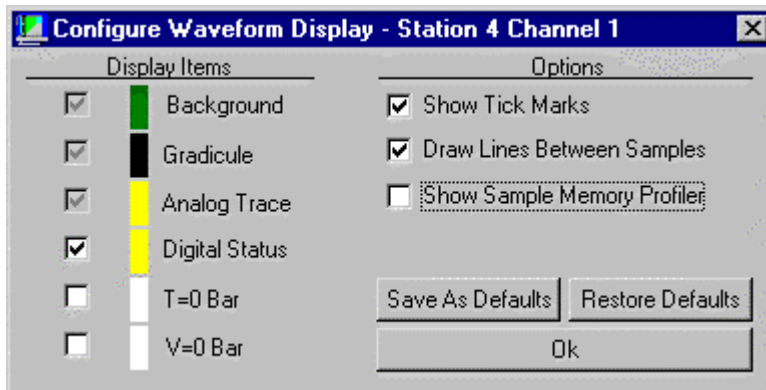 Configure Waveform Display - Station 4 Channel 1
Display Items
Background
Gradicule
Analog Trace
Digital Status
T=0 Bar
V=0 Bar
Options
Show Tick Marks
Draw Lines Between Samples
Show Sample Memory Profiler
Save As Defaults
Restore Defaults
Ok